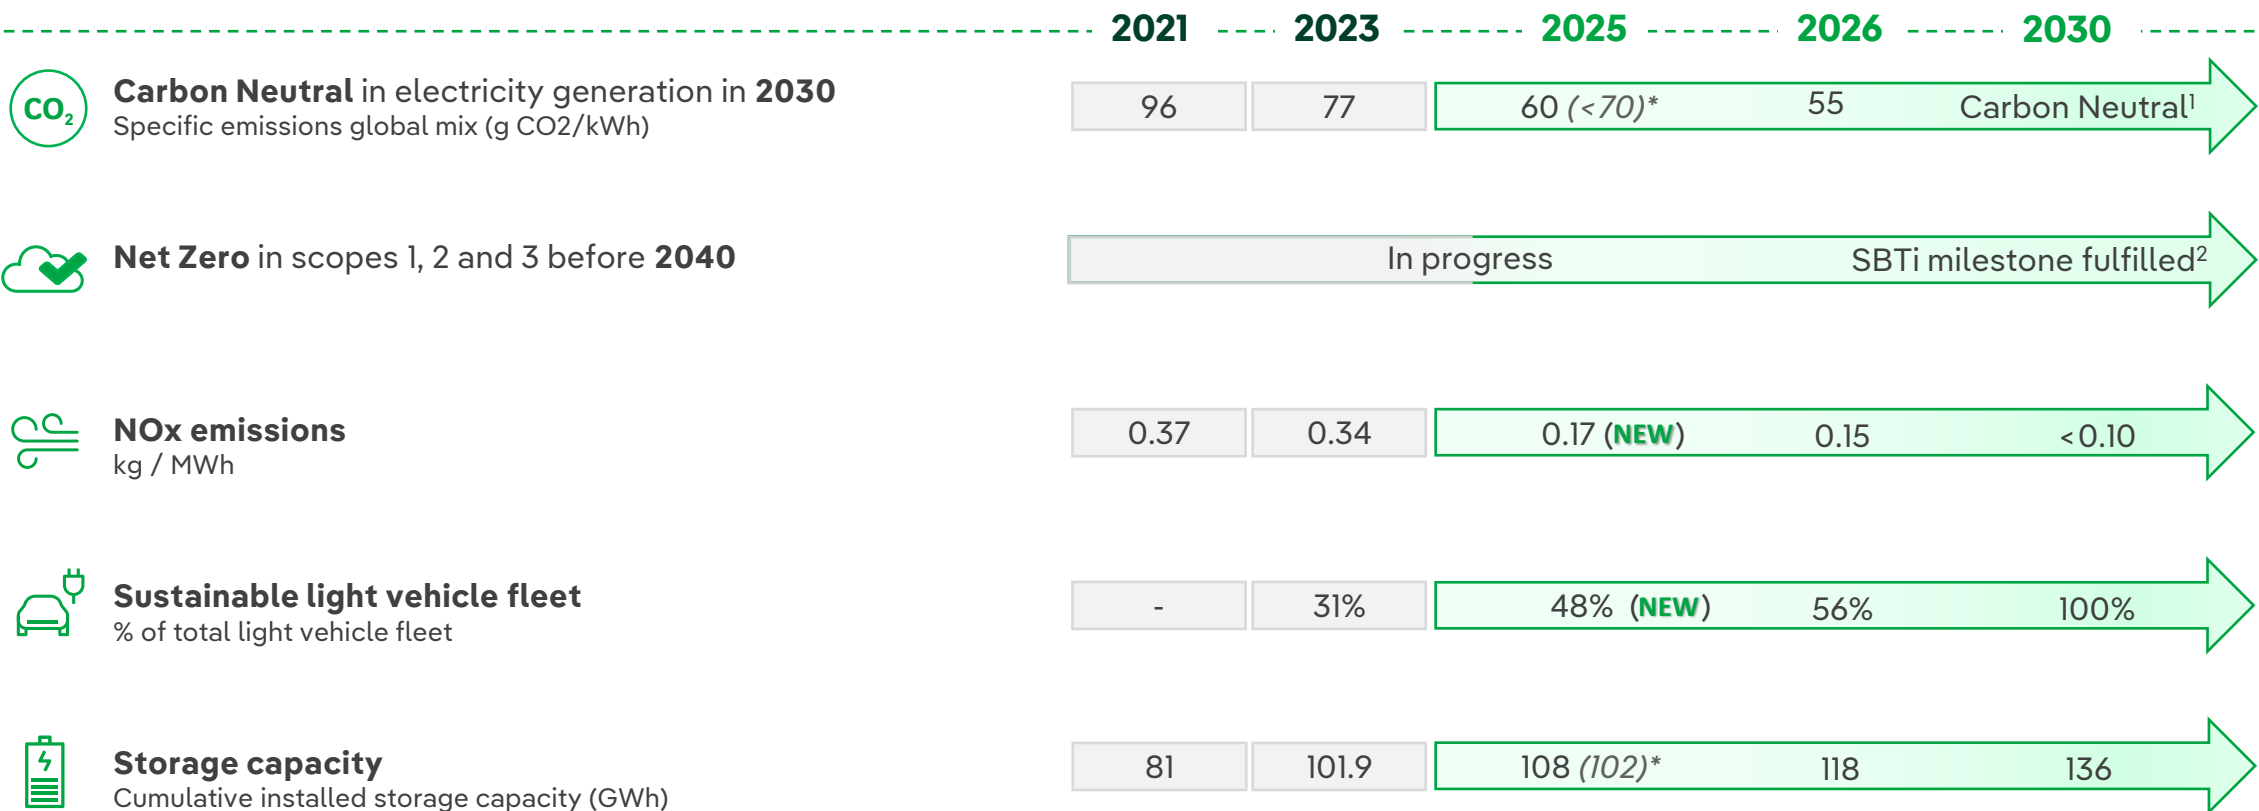 2021 2023 2025 2026 2030
CO2
Carbon Neutral in electricity generation in 2030
Specific emissions global mix (g CO2/kWh)
96 77 60 (<70)* 55 Carbon Neutral¹
Net Zero in scopes 1, 2 and 3 before 2040
In progress SBTi milestone fulfilled²
NOx emissions
kg / MWh
0.37 0.34 0.17 (NEW) 0.15 <0.10
Sustainable light vehicle fleet
% of total light vehicle fleet
- 31% 48% (NEW) 56% 100%
Storage capacity
Cumulative installed storage capacity (GWh)
81 101.9 108 (102)* 118 136